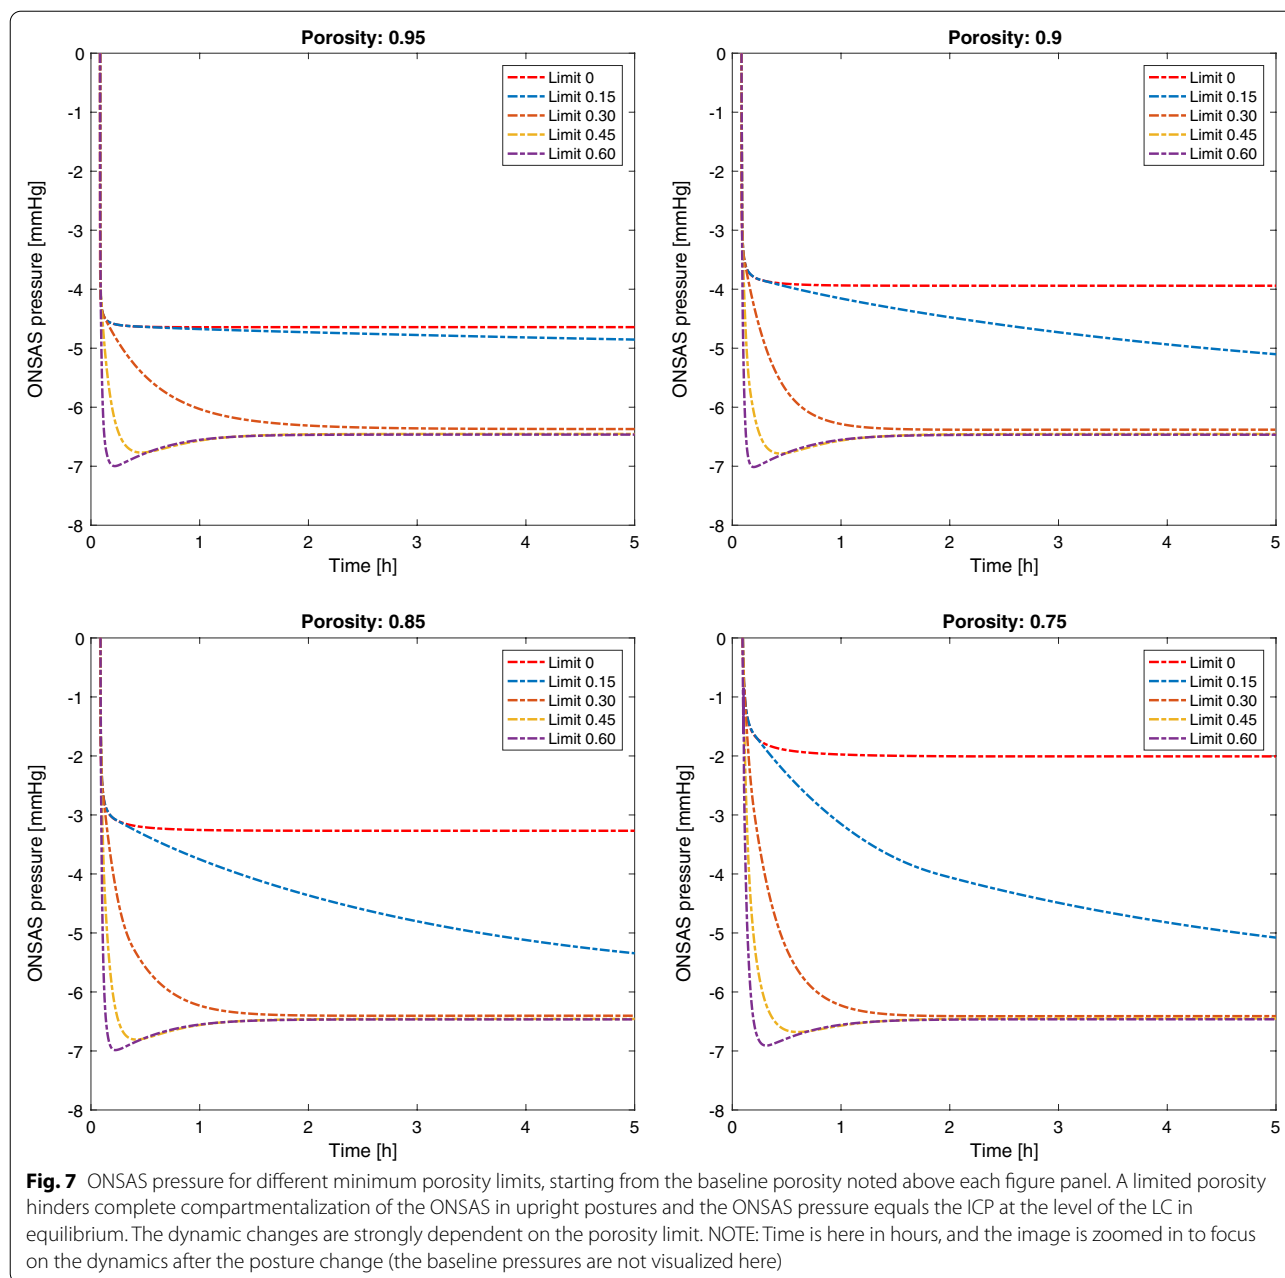 Porosity: 0.95
0
-1
-2
-3
-4
-5
-6
-7
-8
ONSAS pressure [mmHg]
Limit 0
Limit 0.15
Limit 0.30
Limit 0.45
Limit 0.60
0 1 2 3 4 5
Time [h]
Porosity: 0.9
0
-1
-2
-3
-4
-5
-6
-7
-8
ONSAS pressure [mmHg]
Limit 0
Limit 0.15
Limit 0.30
Limit 0.45
Limit 0.60
0 1 2 3 4 5
Time [h]
Porosity: 0.85
0
-1
-2
-3
-4
-5
-6
-7
-8
ONSAS pressure [mmHg]
Limit 0
Limit 0.15
Limit 0.30
Limit 0.45
Limit 0.60
0 1 2 3 4 5
Time [h]
Porosity: 0.75
0
-1
-2
-3
-4
-5
-6
-7
-8
ONSAS pressure [mmHg]
Limit 0
Limit 0.15
Limit 0.30
Limit 0.45
Limit 0.60
0 1 2 3 4 5
Time [h]
Fig. 7 ONSAS pressure for different minimum porosity limits, starting from the baseline porosity noted above each figure panel. A limited porosity
hinders complete compartmentalization of the ONSAS in upright postures and the ONSAS pressure equals the ICP at the level of the LC in
equilibrium. The dynamic changes are strongly dependent on the porosity limit. NOTE: Time is here in hours, and the image is zoomed in to focus
on the dynamics after the posture change (the baseline pressures are not visualized here)